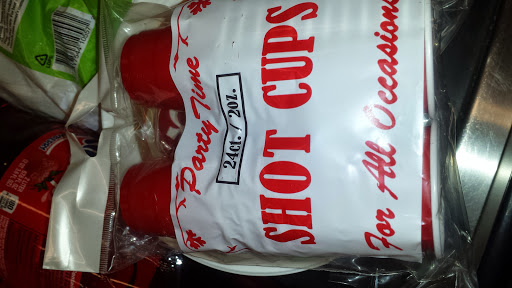 Party Time
24Ct. / 2OZ.
SHOT CUPS
For All Occasions